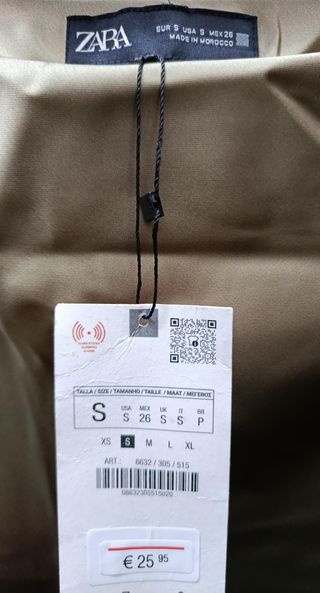 ZARA
EUR S USA S MEX 26
MADE IN MOROCCO
TALLA / SIZE / TAMANHO / TAILLE / MAAT / ΜΕΓΕΘΟΣ
S
USA MEX UK IT BR
S 26 S S P
XS S M L XL
ART.: 8632 / 305 / 515
08632305515020
€ 25 95